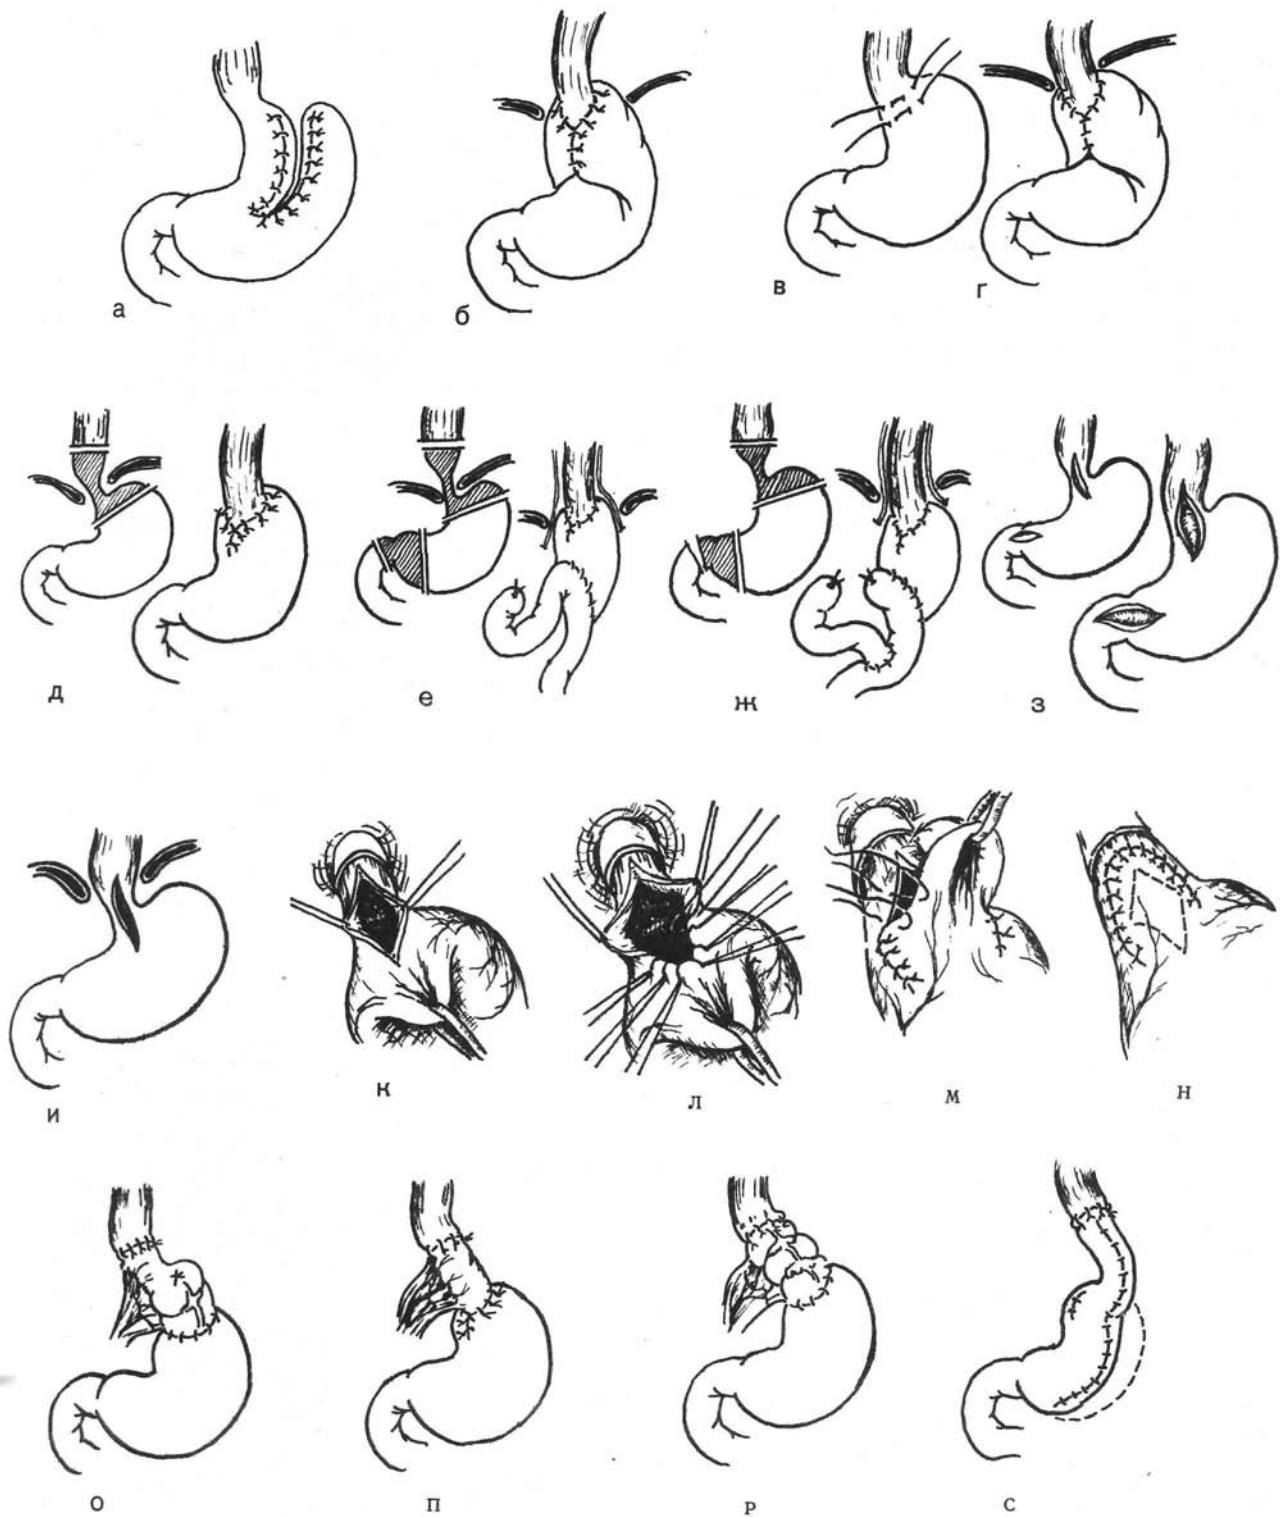 а б в г
д е ж з
и к л м н
о п р с